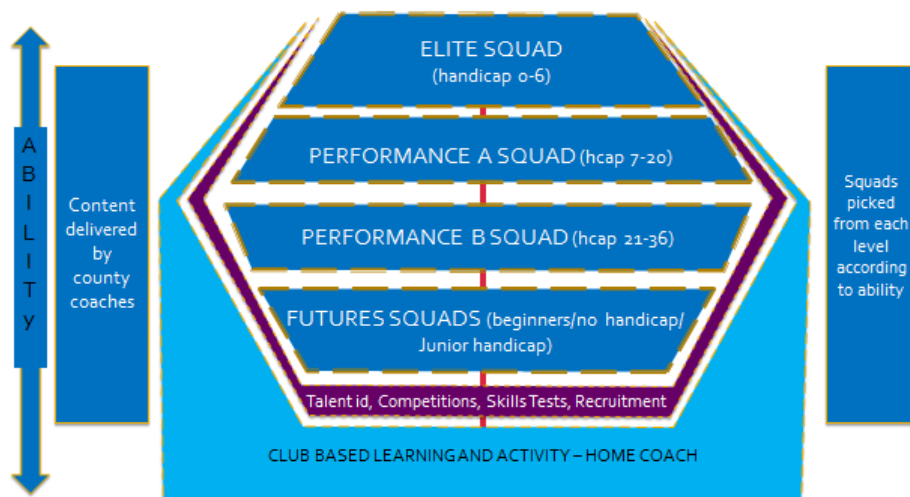 ELITE SQUAD
(handicap 0-6)
PERFORMANCE A SQUAD (hcap 7-20)
PERFORMANCE B SQUAD (hcap 21-36)
FUTURES SQUADS (beginners/no handicap/
Junior handicap)
Talent id, Competitions, Skills Tests, Recruitment
CLUB BASED LEARNING AND ACTIVITY – HOME COACH
A
B
I
L
I
T
y
Content
delivered
by
county
coaches
Squads
picked
from each
level
according
to ability